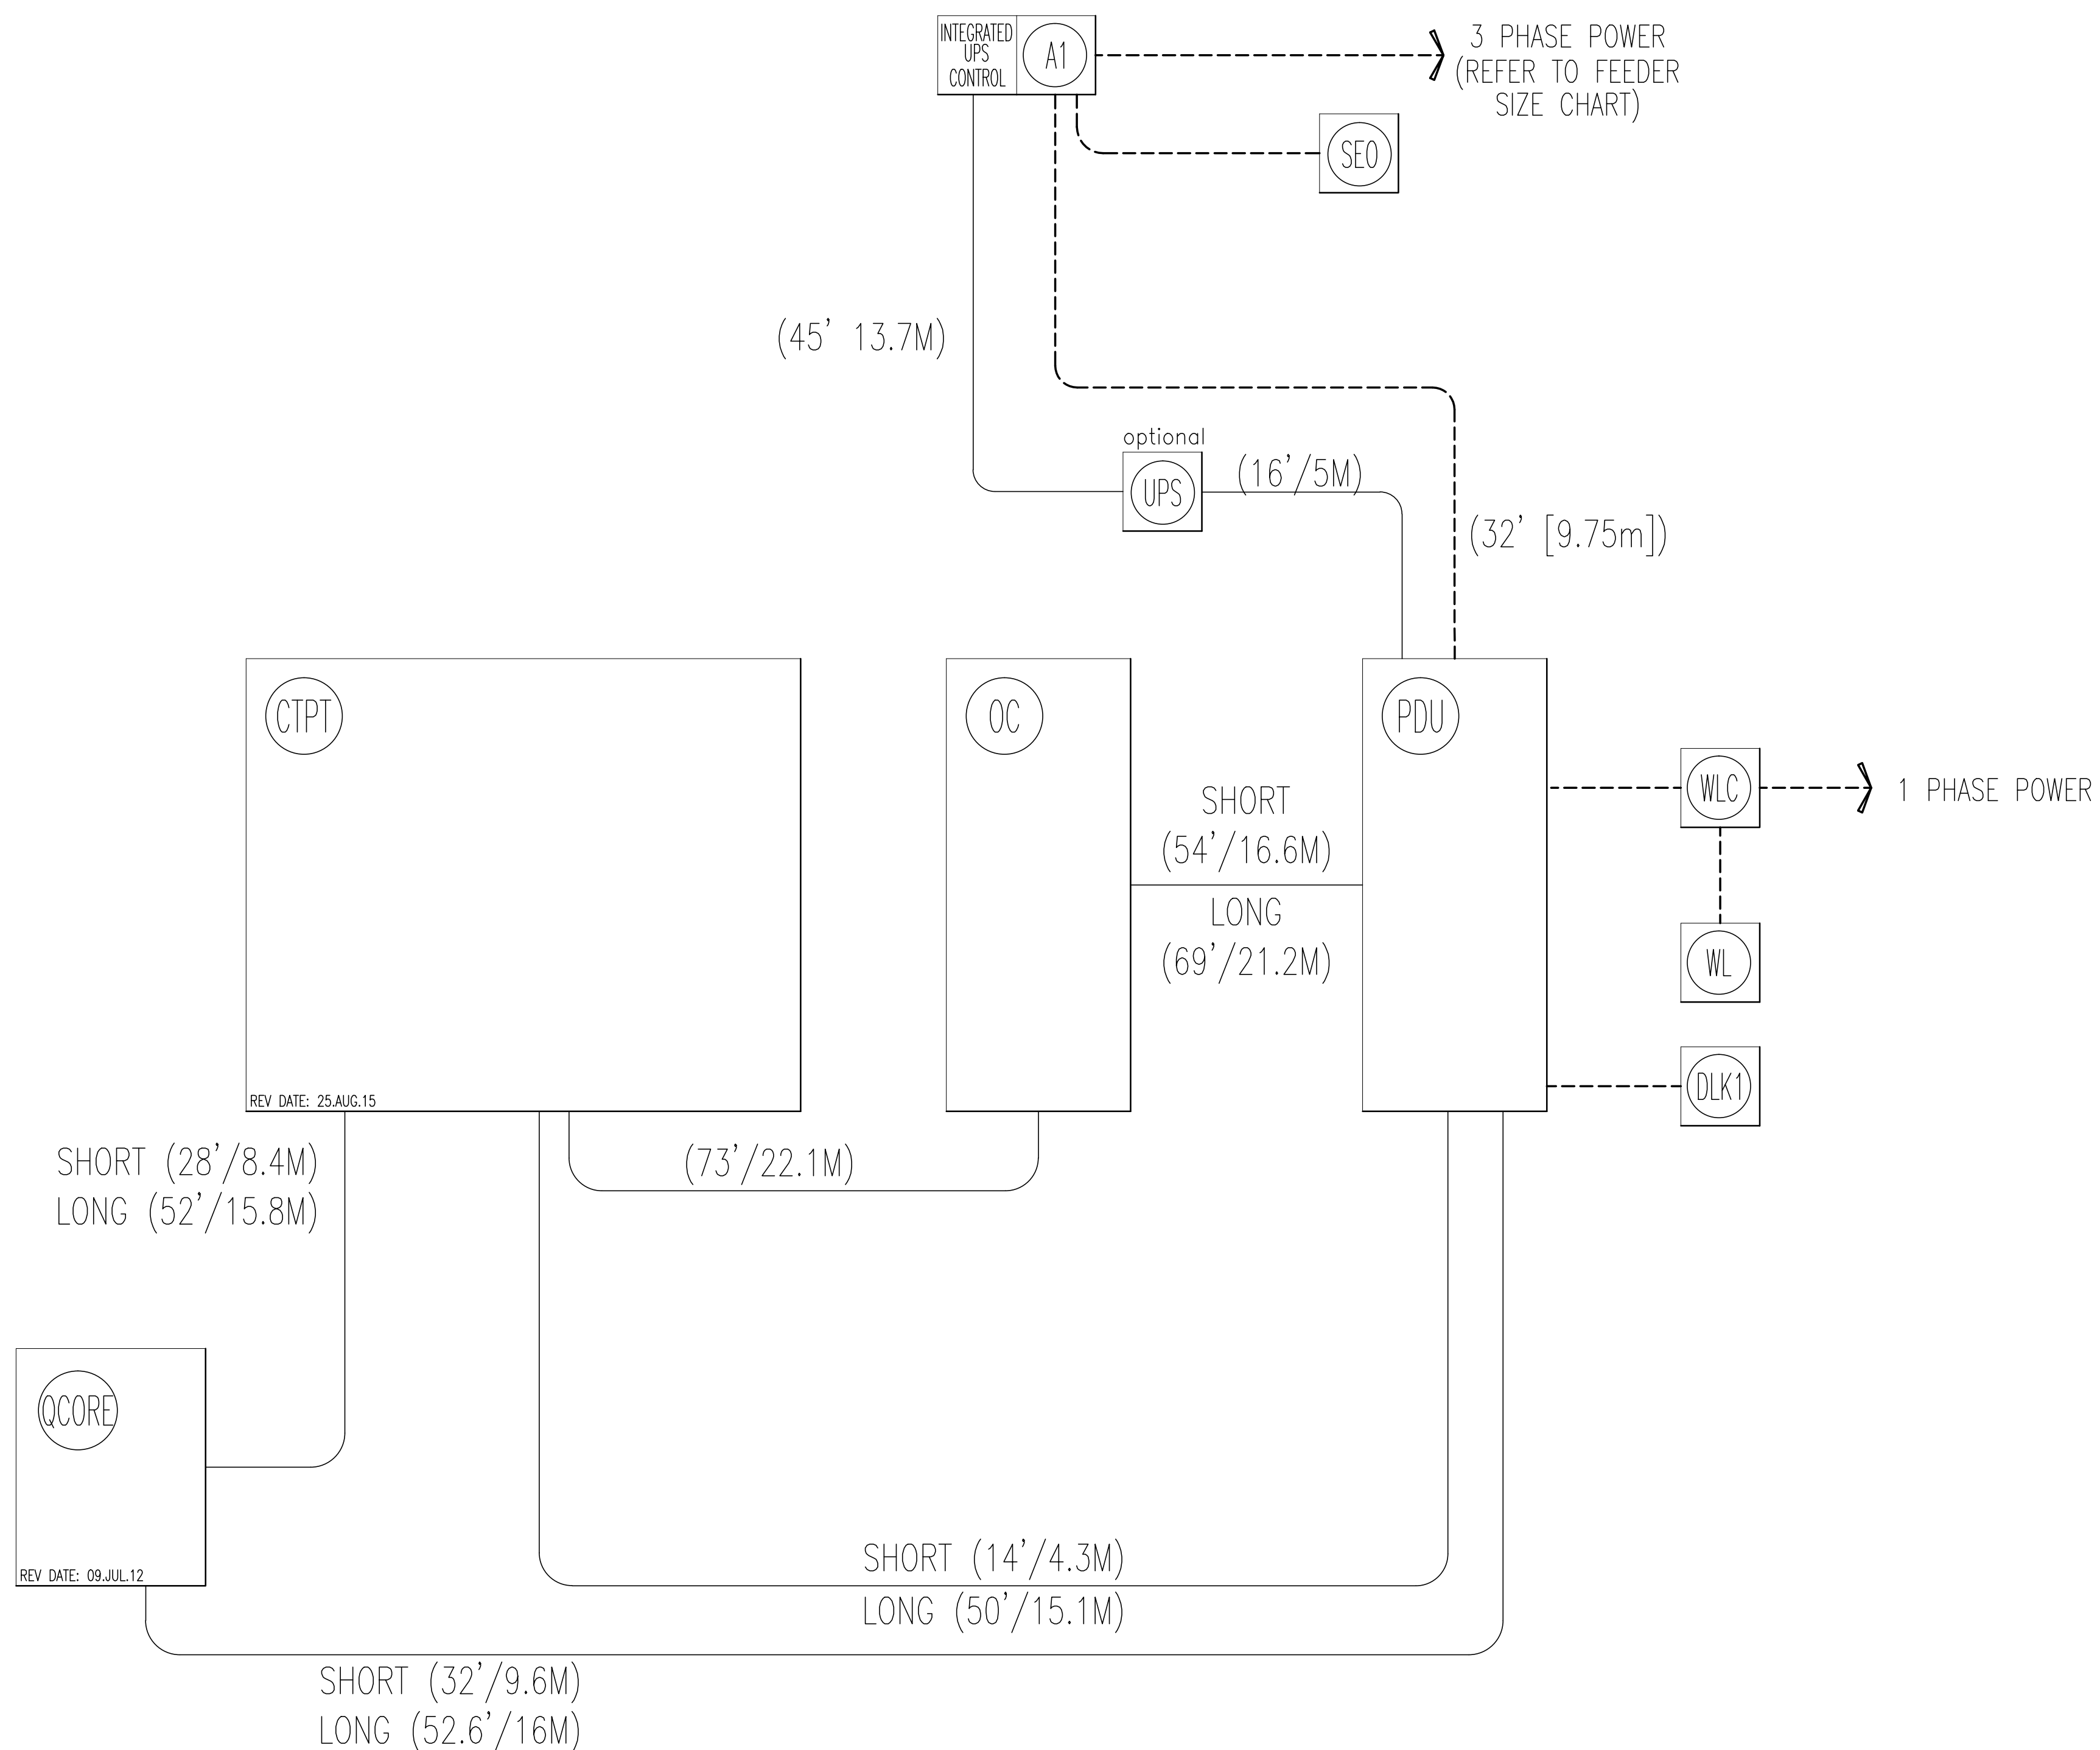 INTEGRATED
UPS
CONTROL
A1
3 PHASE POWER
(REFER TO FEEDER
SIZE CHART)
SEO
(45' 13.7M)
optional
UPS
(16'/5M)
(32' [9.75m])
CTPT
OC
PDU
SHORT
(54'/16.6M)
LONG
(69'/21.2M)
WLC
1 PHASE POWER
WL
DLK1
REV DATE: 25.AUG.15
SHORT (28'/8.4M)
LONG (52'/15.8M)
(73'/22.1M)
QCORE
REV DATE: 09.JUL.12
SHORT (14'/4.3M)
LONG (50'/15.1M)
SHORT (32'/9.6M)
LONG (52.6'/16M)